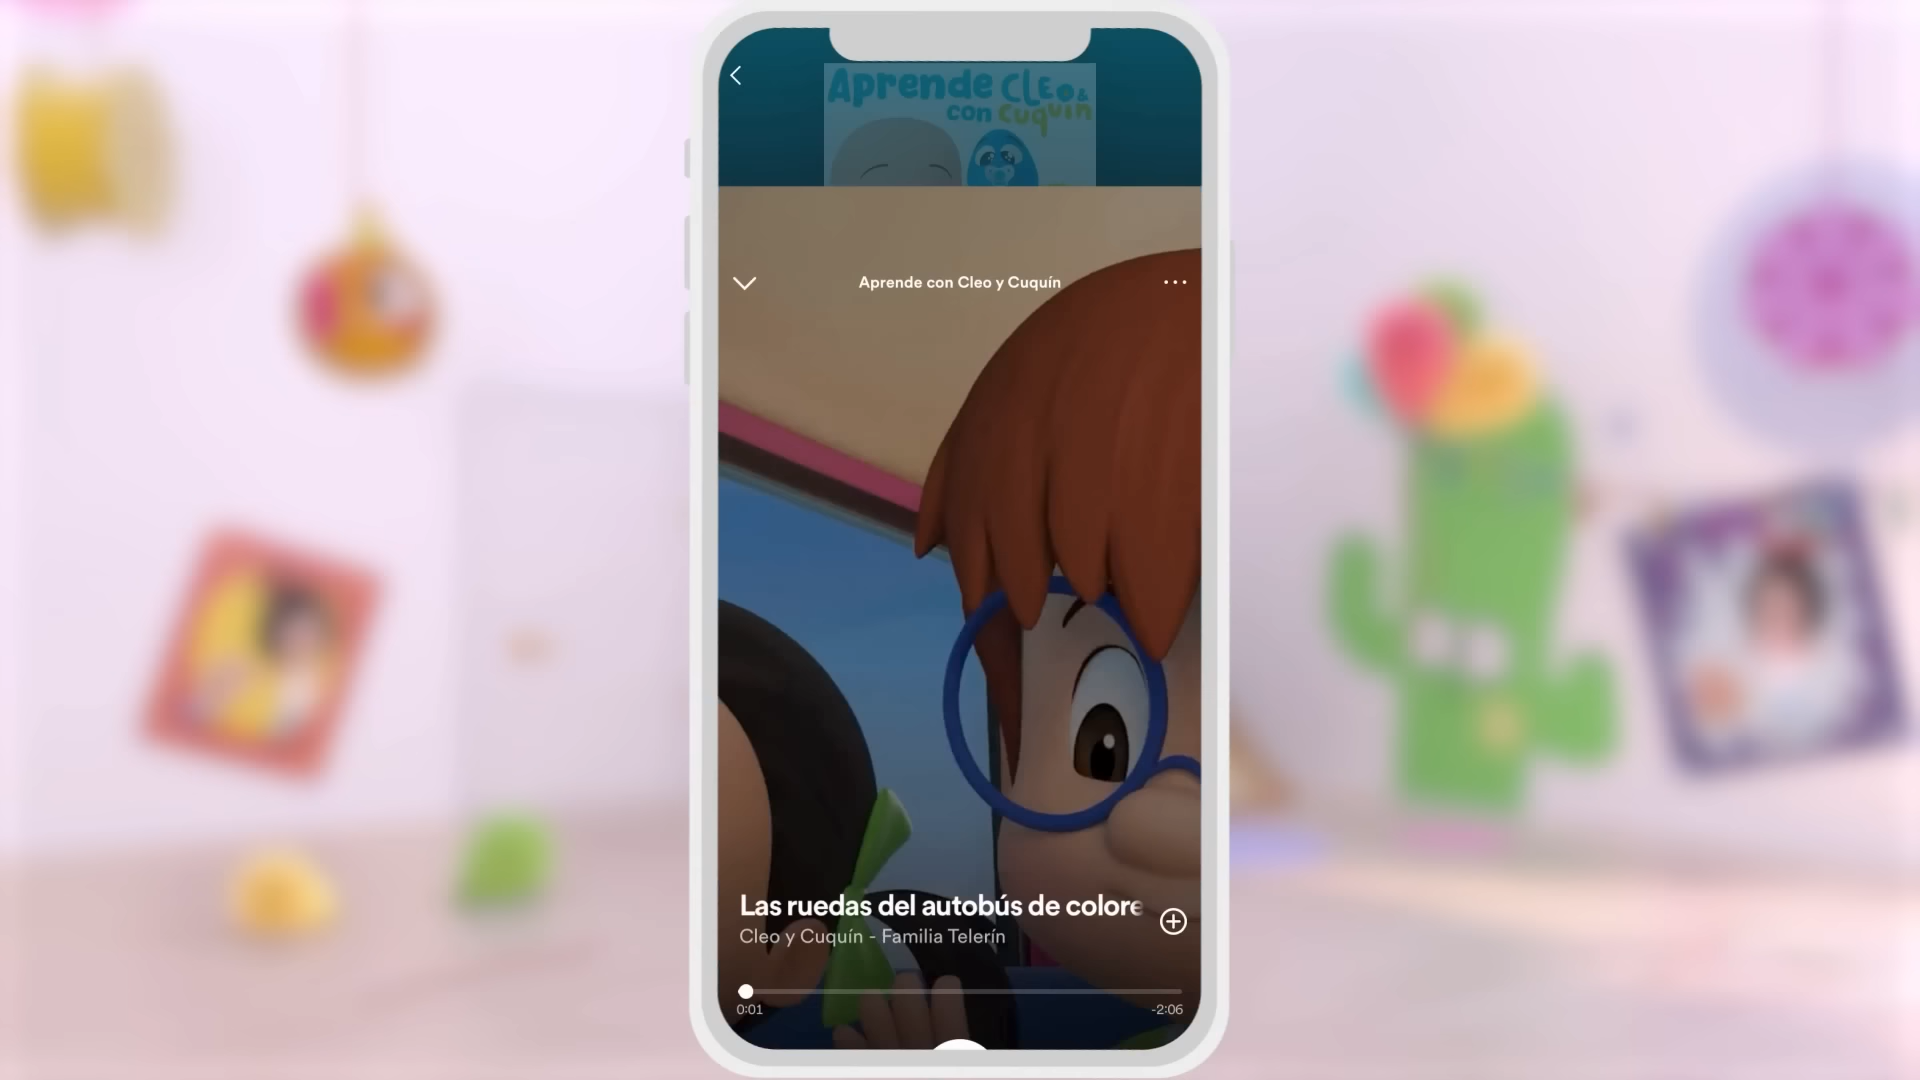 Aprende CLEO &
con cuquín
Aprende con Cleo y Cuquín
Las ruedas del autobús de colore
Cleo y Cuquín - Familia Telerín
0:01
-2:06